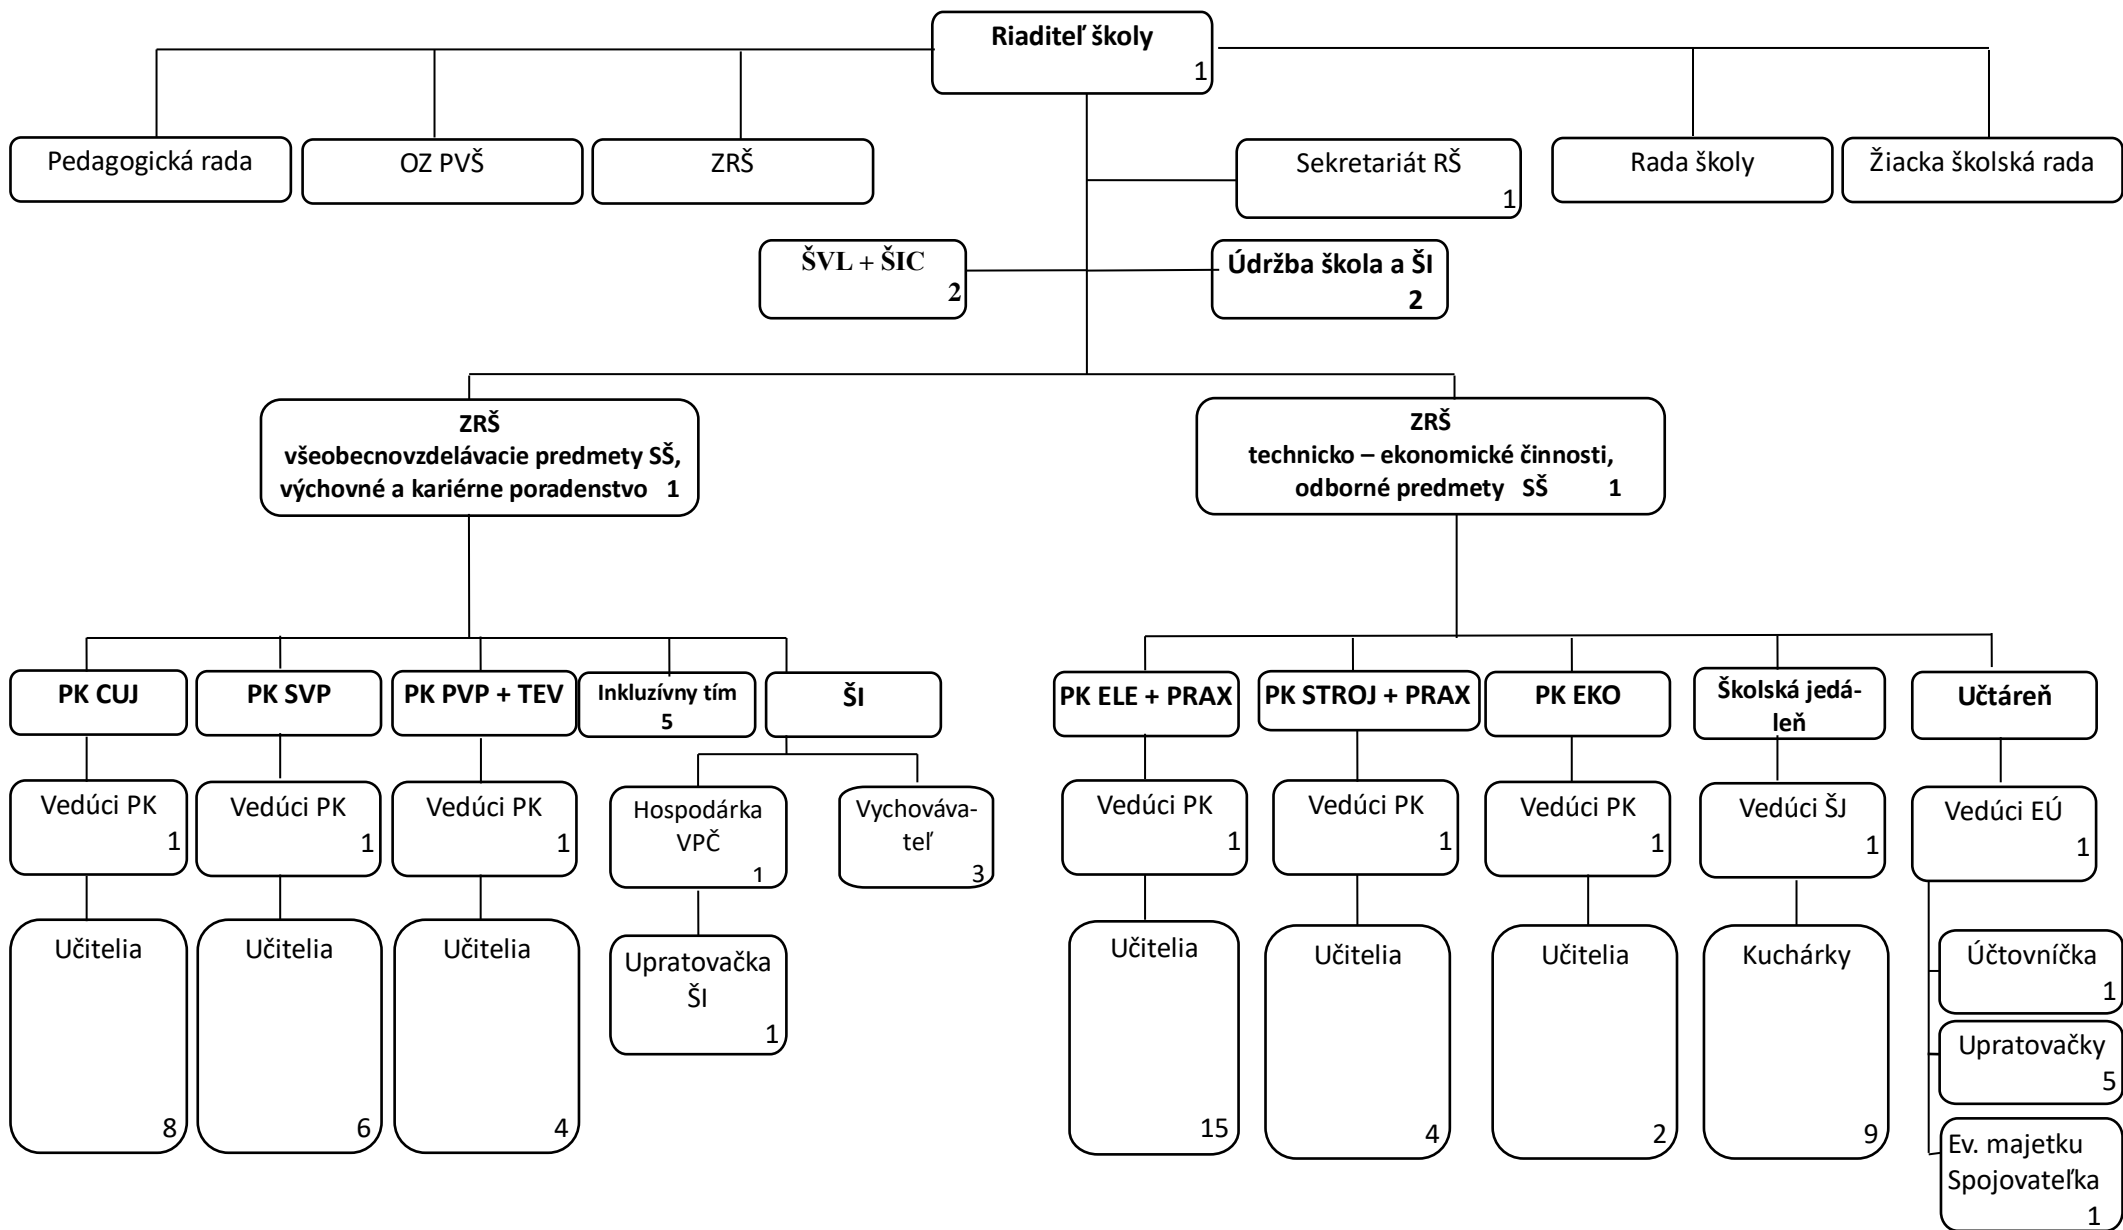 Riaditeľ školy
1
Pedagogická rada
OZ PVŠ
ZRŠ
Sekretariát RŠ
1
Rada školy
Žiacka školská rada
ŠVL + ŠIC
2
Údržba škola a ŠI
2
ZRŠ
všeobecnovzdelávacie predmety SŠ,
výchovné a kariérne poradenstvo 1
ZRŠ
technicko – ekonomické činnosti,
odborné predmety SŠ 1
PK CUJ
PK SVP
PK PVP + TEV
Inkluzívny tím
5
ŠI
PK ELE + PRAX
PK STROJ + PRAX
PK EKO
Školská jedá-
leň
Učtáreň
Vedúci PK
1
Vedúci PK
1
Vedúci PK
1
Hospodárka
VPČ
1
Vychováva-
teľ
3
Vedúci PK
1
Vedúci PK
1
Vedúci PK
1
Vedúci ŠJ
1
Vedúci EÚ
1
Učitelia
8
Učitelia
6
Učitelia
4
Upratovačka
ŠI
1
Učitelia
15
Učitelia
4
Učitelia
2
Kuchárky
9
Účtovníčka
1
Upratovačky
5
Ev. majetku
Spojovateľka
1